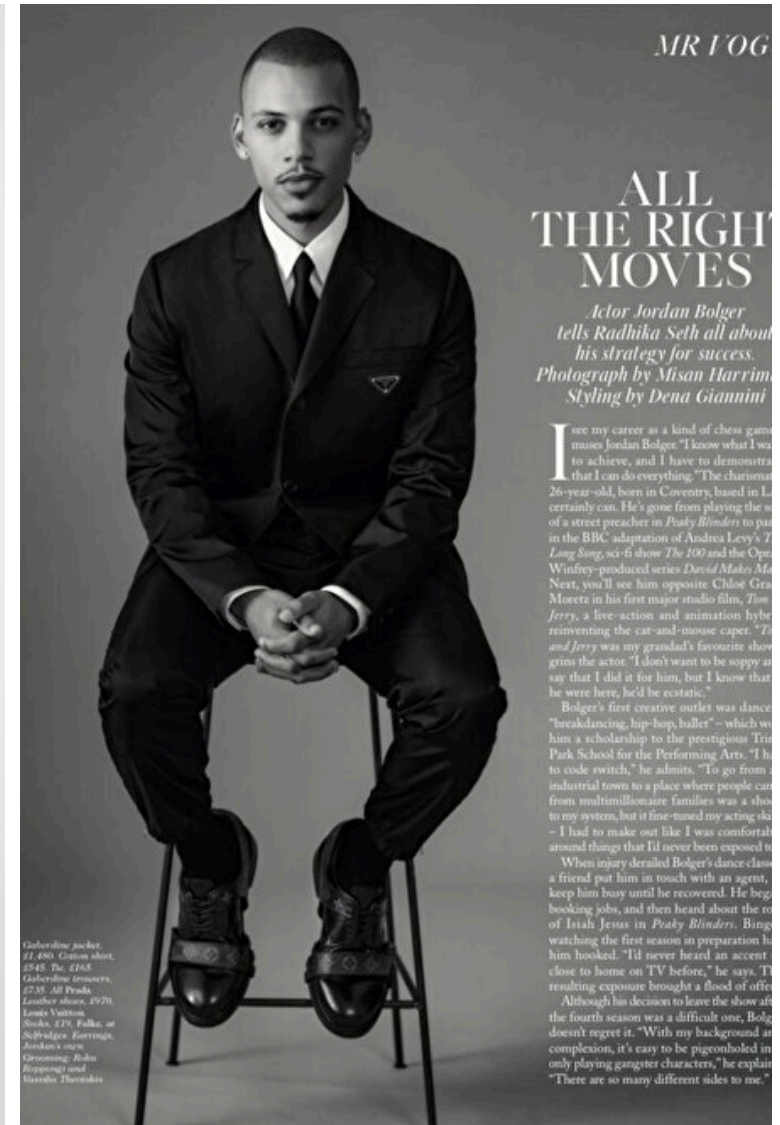 MR VOG
ALL
THE RIGHT
MOVES
Actor Jordan Bolger
tells Radhika Seth all about
his strategy for success.
Photograph by Misan Harrima
Styling by Dena Giannini
I see my career as a kind of chess game
muses Jordan Bolger. "I know what I wa
to achieve, and I have to demonstra
that I can do everything." The charismat
26-year-old, born in Coventry, based in L
certainly can. He's gone from playing the so
of a street preacher in Peaky Blinders to par
in the BBC adaptation of Andrea Levy's T
Long Song, sci-fi show The 100 and the Opra
Winfrey-produced series David Makes Ma
Next, you'll see him opposite Chloë Gra
Moretz in his first major studio film, Tom
Jerry, a live-action and animation hybr
reinventing the cat-and-mouse caper. "To
and Jerry was my grandad's favourite show
grins the actor. "I don't want to be soppy an
say that I did it for him, but I know that
he were here, he'd be ecstatic."
Bolger's first creative outlet was dance
"breakdancing, hip-hop, ballet" – which wo
him a scholarship to the prestigious Trin
Park School for the Performing Arts. "I ha
to code switch," he admits. "To go from a
industrial town to a place where people cam
from multimillionaire families was a shoc
to my system, but it fine-tuned my acting skil
– I had to make out like I was comfortab
around things that I'd never been exposed to
When injury derailed Bolger's dance classe
a friend put him in touch with an agent,
keep him busy until he recovered. He bega
booking jobs, and then heard about the ro
of Isiah Jesus in Peaky Blinders. Binge
watching the first season in preparation ha
him hooked. "I'd never heard an accent
close to home on TV before," he says. Th
resulting exposure brought a flood of offer
Although his decision to leave the show aft
the fourth season was a difficult one, Bolg
doesn't regret it. "With my background an
complexion, it's easy to be pigeonholed in
only playing gangster characters," he explain
"There are so many different sides to me."
Gaberdine jacket,
£1,480. Cotton shirt,
£545. Tie, £165.
Gaberdine trousers,
£735. All Prada.
Leather shoes, £970,
Louis Vuitton.
Socks, £19, Falke, at
Selfridges. Earrings,
Jordan's own.
Grooming: Roku
Roppongi and
Vassilis Theotokis